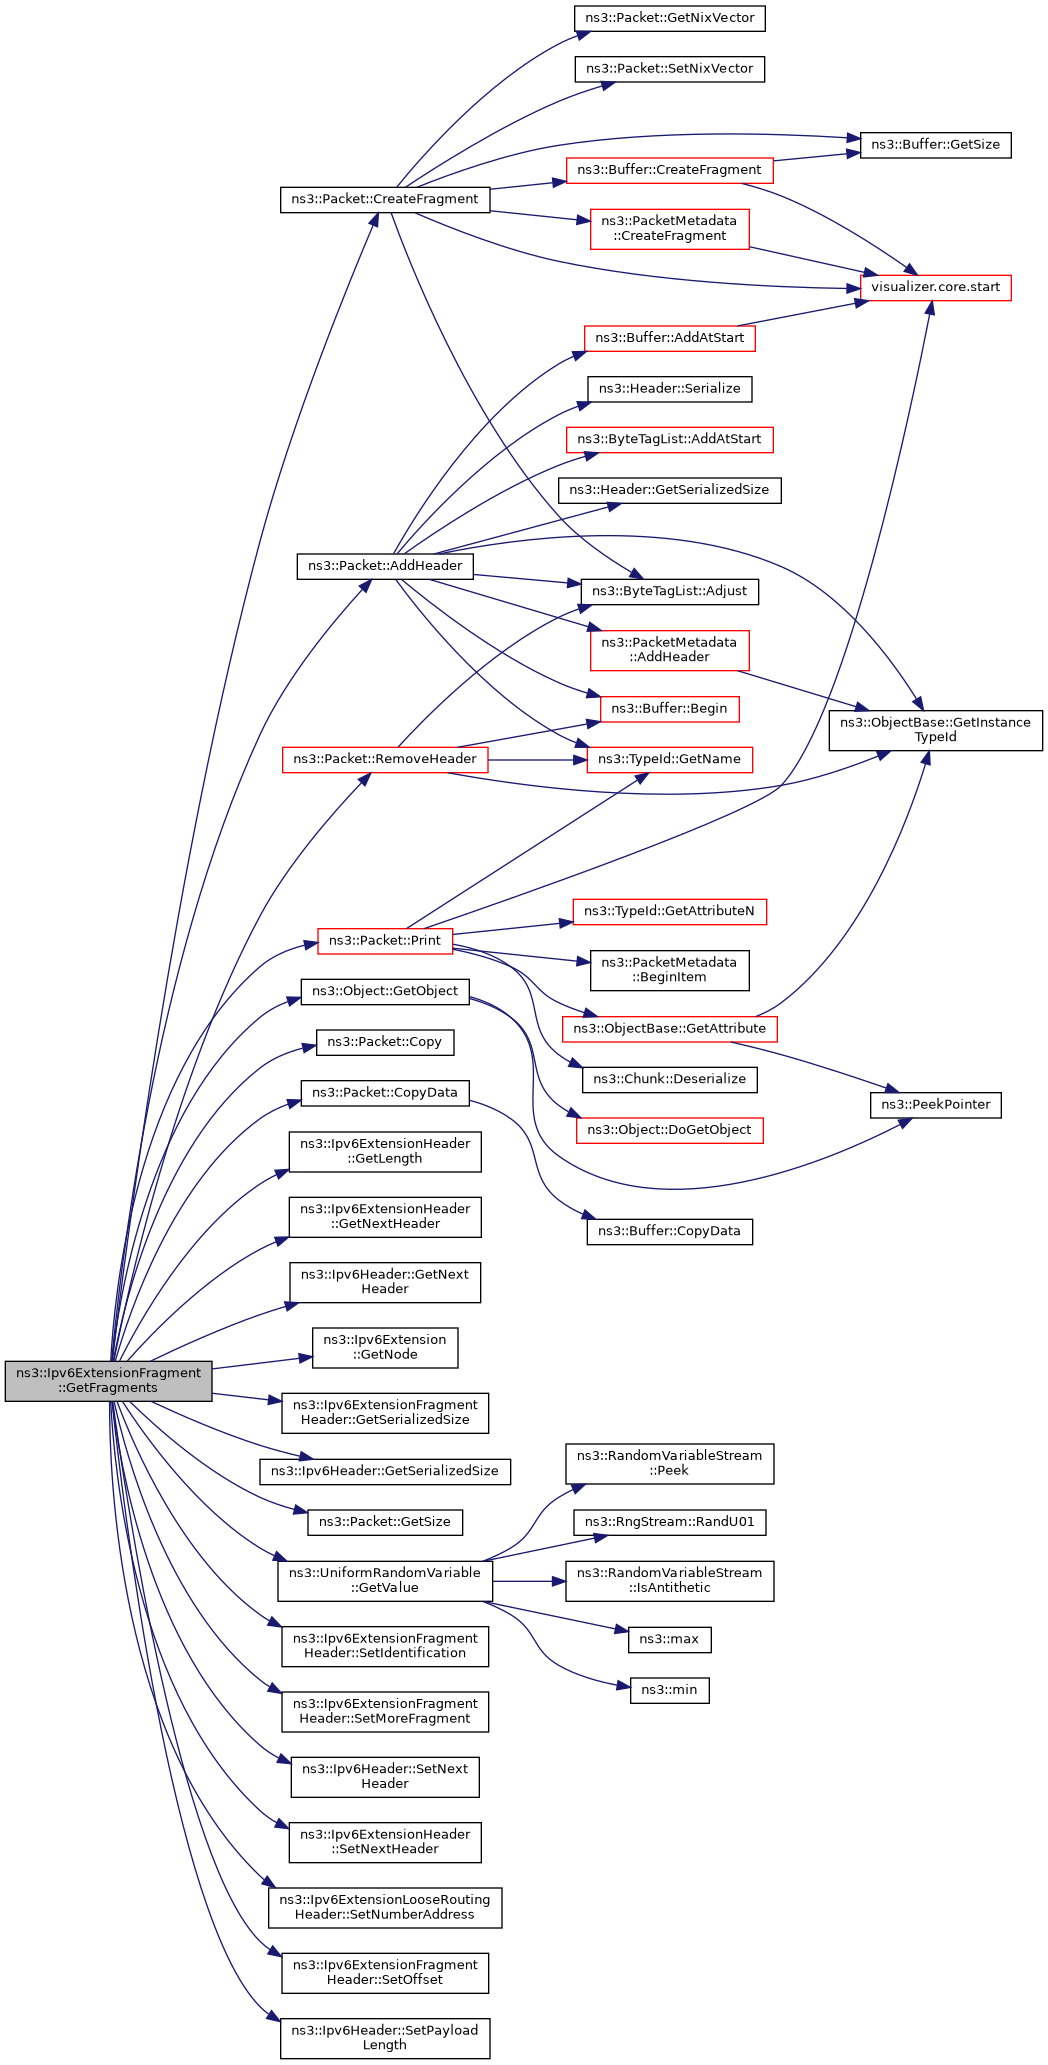 ns3::Packet::GetNixVector
ns3::Packet::SetNixVector
ns3::Buffer::GetSize
ns3::Buffer::CreateFragment
ns3::Packet::CreateFragment
ns3::PacketMetadata
::CreateFragment
visualizer.core.start
ns3::Buffer::AddAtStart
ns3::Header::Serialize
ns3::ByteTagList::AddAtStart
ns3::Header::GetSerializedSize
ns3::Packet::AddHeader
ns3::ByteTagList::Adjust
ns3::PacketMetadata
::AddHeader
ns3::Buffer::Begin
ns3::ObjectBase::GetInstance
TypeId
ns3::Packet::RemoveHeader
ns3::TypeId::GetName
ns3::TypeId::GetAttributeN
ns3::Packet::Print
ns3::PacketMetadata
::BeginItem
ns3::Object::GetObject
ns3::ObjectBase::GetAttribute
ns3::Packet::Copy
ns3::Chunk::Deserialize
ns3::Packet::CopyData
ns3::PeekPointer
ns3::Object::DoGetObject
ns3::Ipv6ExtensionHeader
::GetLength
ns3::Ipv6ExtensionHeader
::GetNextHeader
ns3::Buffer::CopyData
ns3::Ipv6Header::GetNext
Header
ns3::Ipv6Extension
::GetNode
ns3::Ipv6ExtensionFragment
::GetFragments
ns3::Ipv6ExtensionFragment
Header::GetSerializedSize
ns3::Ipv6Header::GetSerializedSize
ns3::RandomVariableStream
::Peek
ns3::Packet::GetSize
ns3::RngStream::RandU01
ns3::UniformRandomVariable
::GetValue
ns3::RandomVariableStream
::IsAntithetic
ns3::Ipv6ExtensionFragment
Header::SetIdentification
ns3::max
ns3::min
ns3::Ipv6ExtensionFragment
Header::SetMoreFragment
ns3::Ipv6Header::SetNext
Header
ns3::Ipv6ExtensionHeader
::SetNextHeader
ns3::Ipv6ExtensionLooseRouting
Header::SetNumberAddress
ns3::Ipv6ExtensionFragment
Header::SetOffset
ns3::Ipv6Header::SetPayload
Length